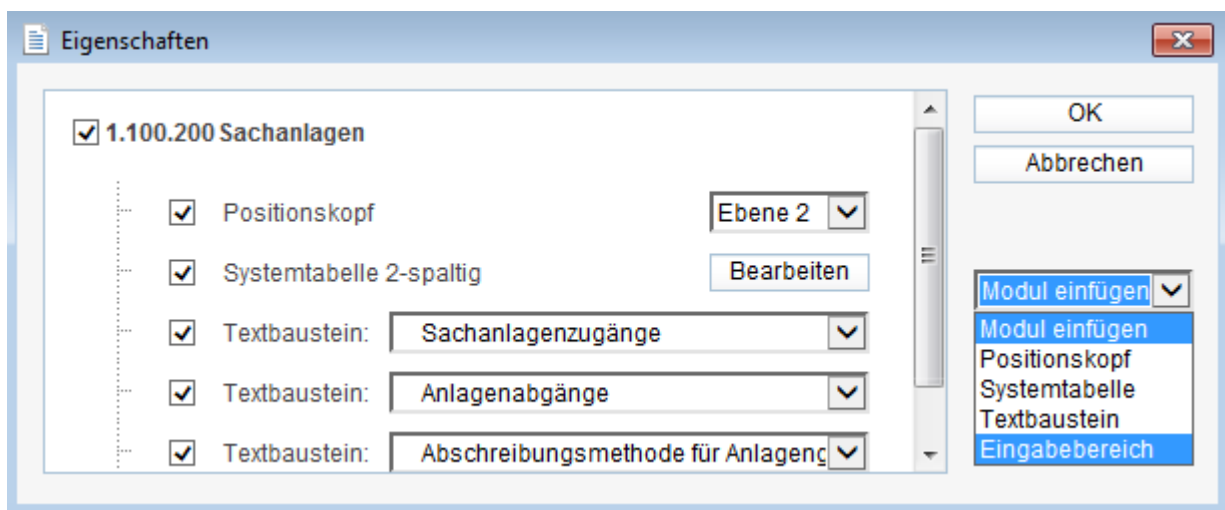 Eigenschaften
1.100.200 Sachanlagen
Positionskopf
Ebene 2
Systemtabelle 2-spaltig
Bearbeiten
Textbaustein:
Sachanlagenzugänge
Textbaustein:
Anlagenabgänge
Textbaustein:
Abschreibungsmethode für
OK
Abbrechen
Modul einfügen
Modul einfügen
Positionskopf
Systemtabelle
Textbaustein
Eingabebereich